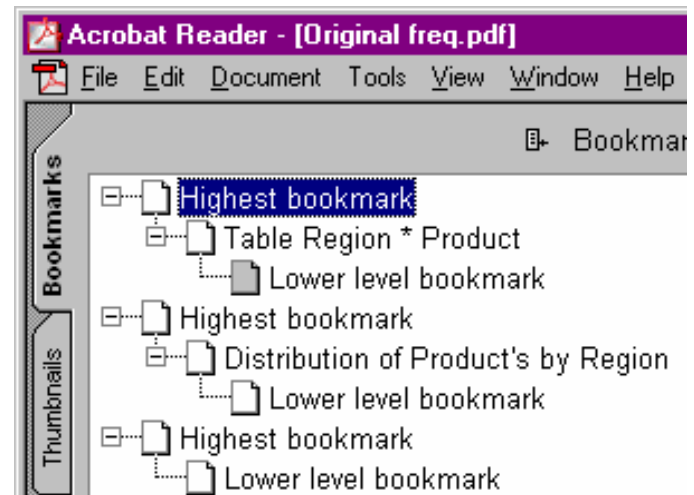 Acrobat Reader - [Original freq.pdf]
File Edit Document Tools View Window Help
Bookmar
Bookmarks
Thumbnails
Highest bookmark
Table Region * Product
Lower level bookmark
Highest bookmark
Distribution of Product's by Region
Lower level bookmark
Highest bookmark
Lower level bookmark